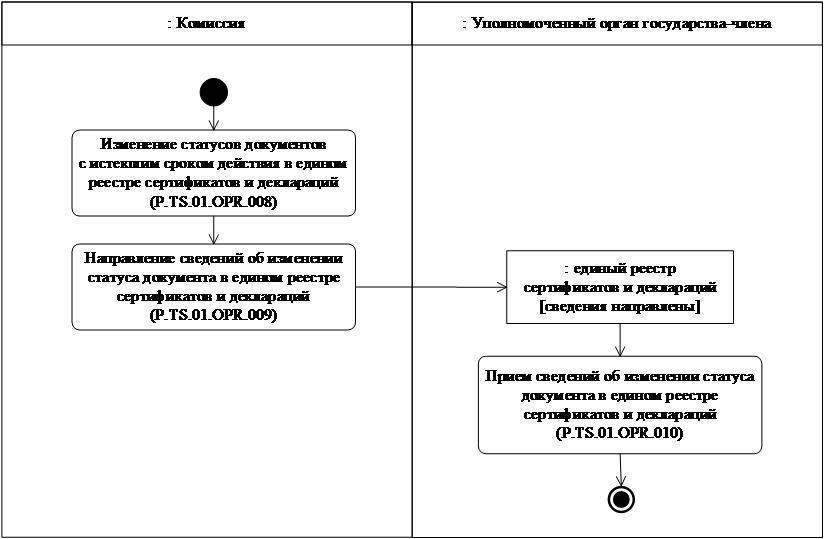 : Комиссия
: Уполномоченный орган государства-члена
Изменение статусов документов
с истекшим сроком действия в едином
реестре сертификатов и деклараций
(P.TS.01.OPR.008)
Направление сведений об изменении
статуса документа в едином реестре
сертификатов и деклараций
(P.TS.01.OPR.009)
: единый реестр
сертификатов и деклараций
[сведения направлены]
Прием сведений об изменении статуса
документа в едином реестре
сертификатов и деклараций
(P.TS.01.OPR.010)